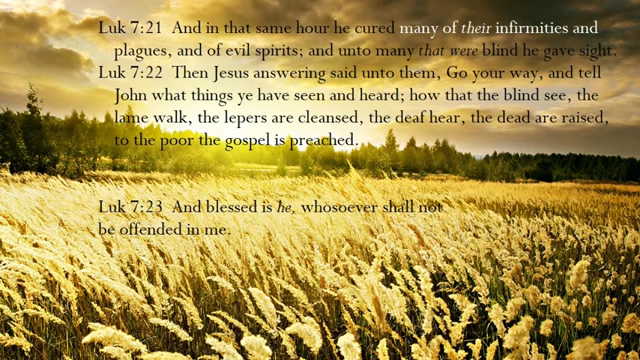 Luk 7:21  And in that same hour he cured many of their infirmities and
plagues, and of evil spirits; and unto many that were blind he gave sight.
Luk 7:22  Then Jesus answering said unto them, Go your way, and tell
John what things ye have seen and heard; how that the blind see, the
lame walk, the lepers are cleansed, the deaf hear, the dead are raised,
to the poor the gospel is preached.
Luk 7:23  And blessed is he, whosoever shall not
be offended in me.